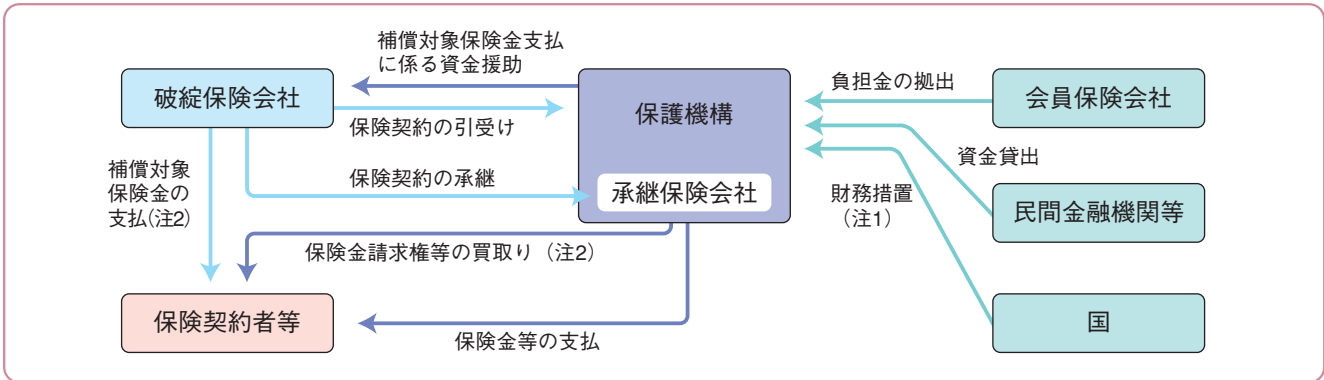 補償対象保険金支払
に係る資金援助
破綻保険会社
保険契約の引受け
保護機構
負担金の拠出
会員保険会社
補償対象
保険金の
支払(注2)
保険契約の承継
承継保険会社
資金貸出
財務措置
（注1）
民間金融機関等
保険金請求権等の買取り（注2）
保険契約者等
保険金等の支払
国